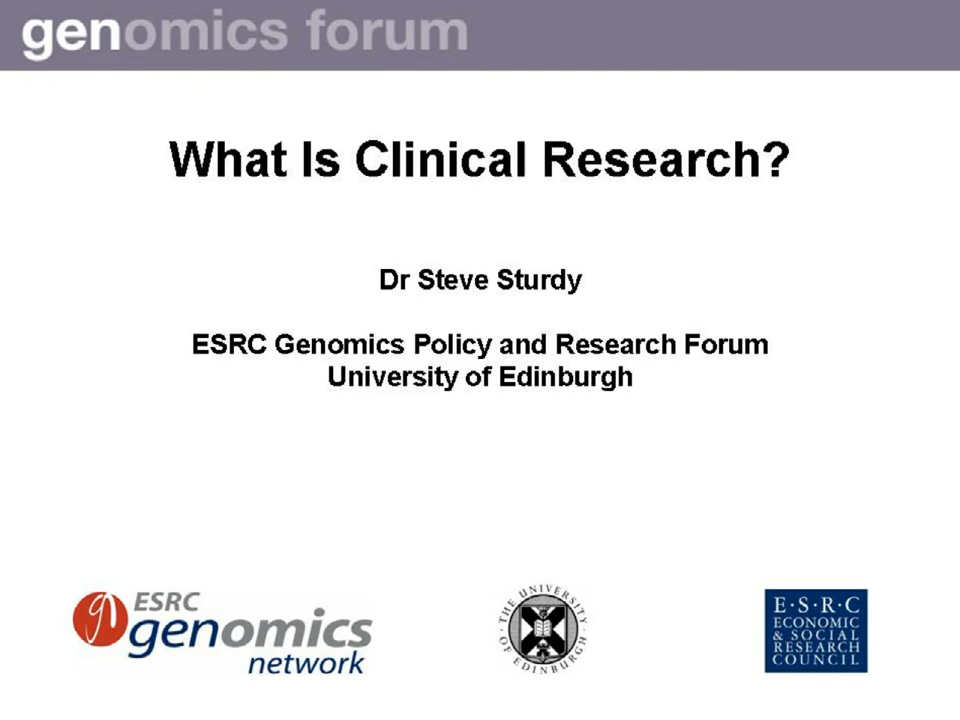 genomics forum
What Is Clinical Research?
Dr Steve Sturdy
ESRC Genomics Policy and Research Forum
University of Edinburgh
ESRC
genomics
network
THE UNIVERSITY OF EDINBURGH
E·S·R·C
ECONOMIC
& SOCIAL
RESEARCH
COUNCIL